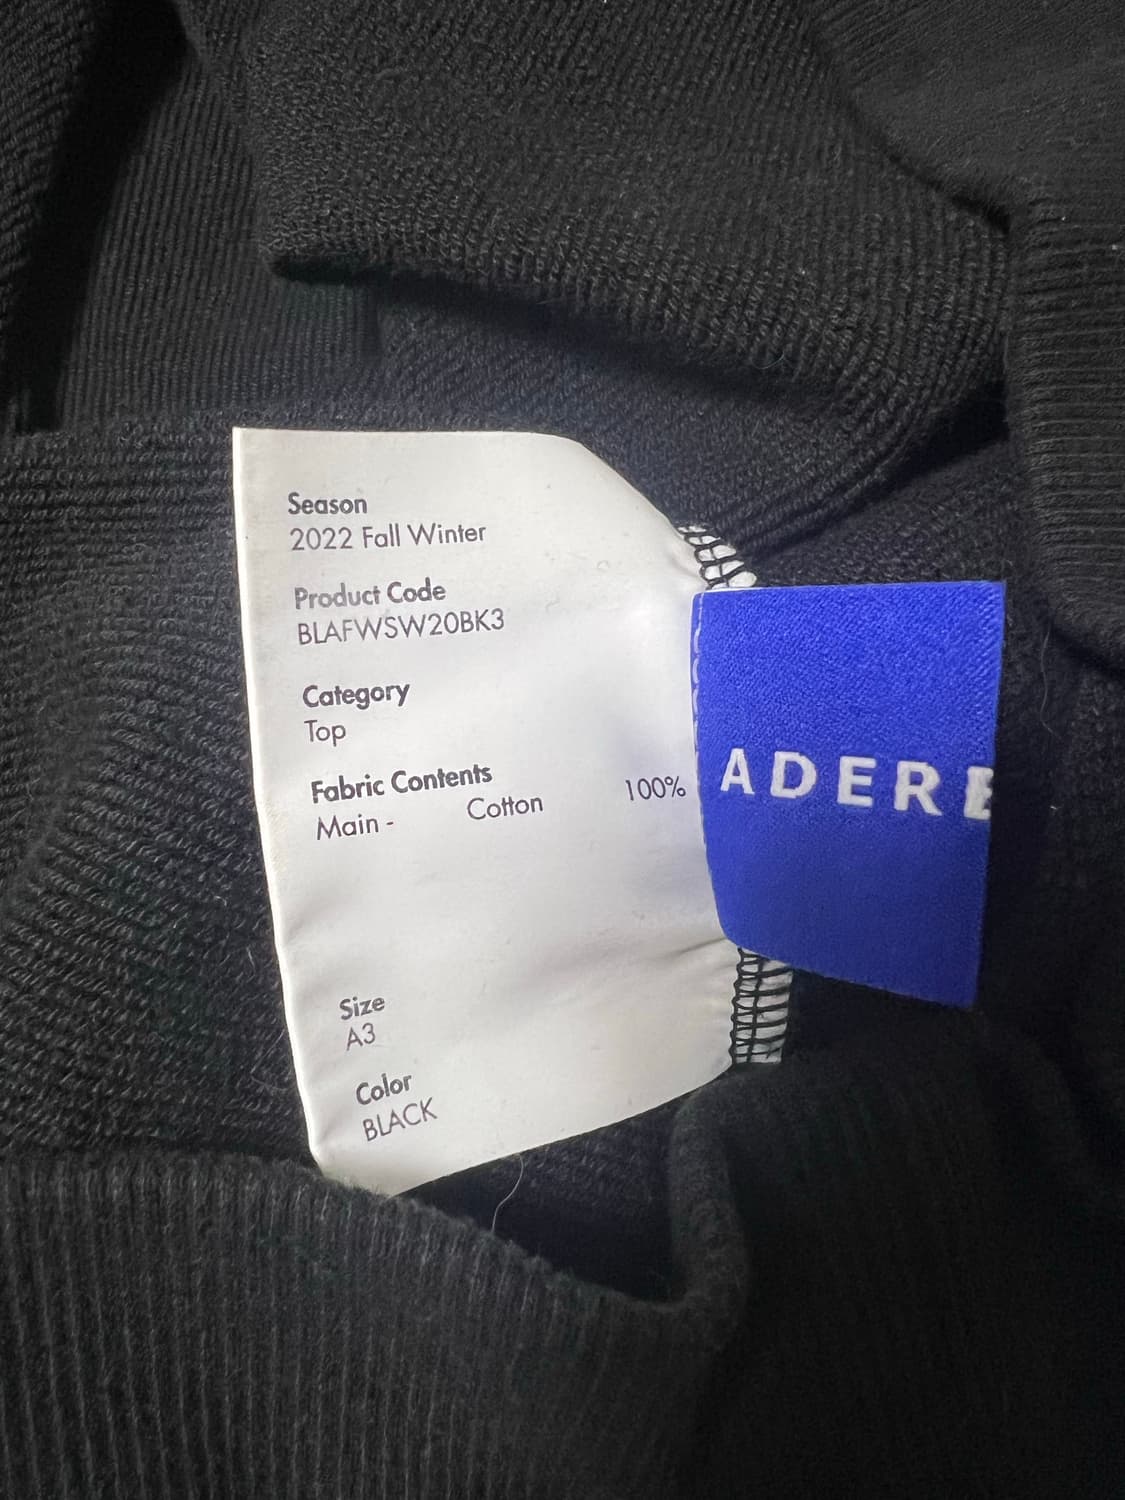 Season
2022 Fall Winter
Product Code
BLAFWSW20BK3
Category
Top
Fabric Contents
Main - Cotton 100%
Size
A3
Color
BLACK
ADERE